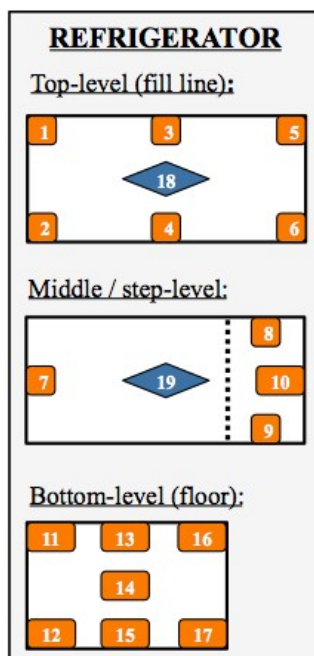 REFRIGERATOR
Top-level (fill line):
1 3 5
18
2 4 6
Middle / step-level:
8
7 19 10
9
Bottom-level (floor):
11 13 16
14
12 15 17